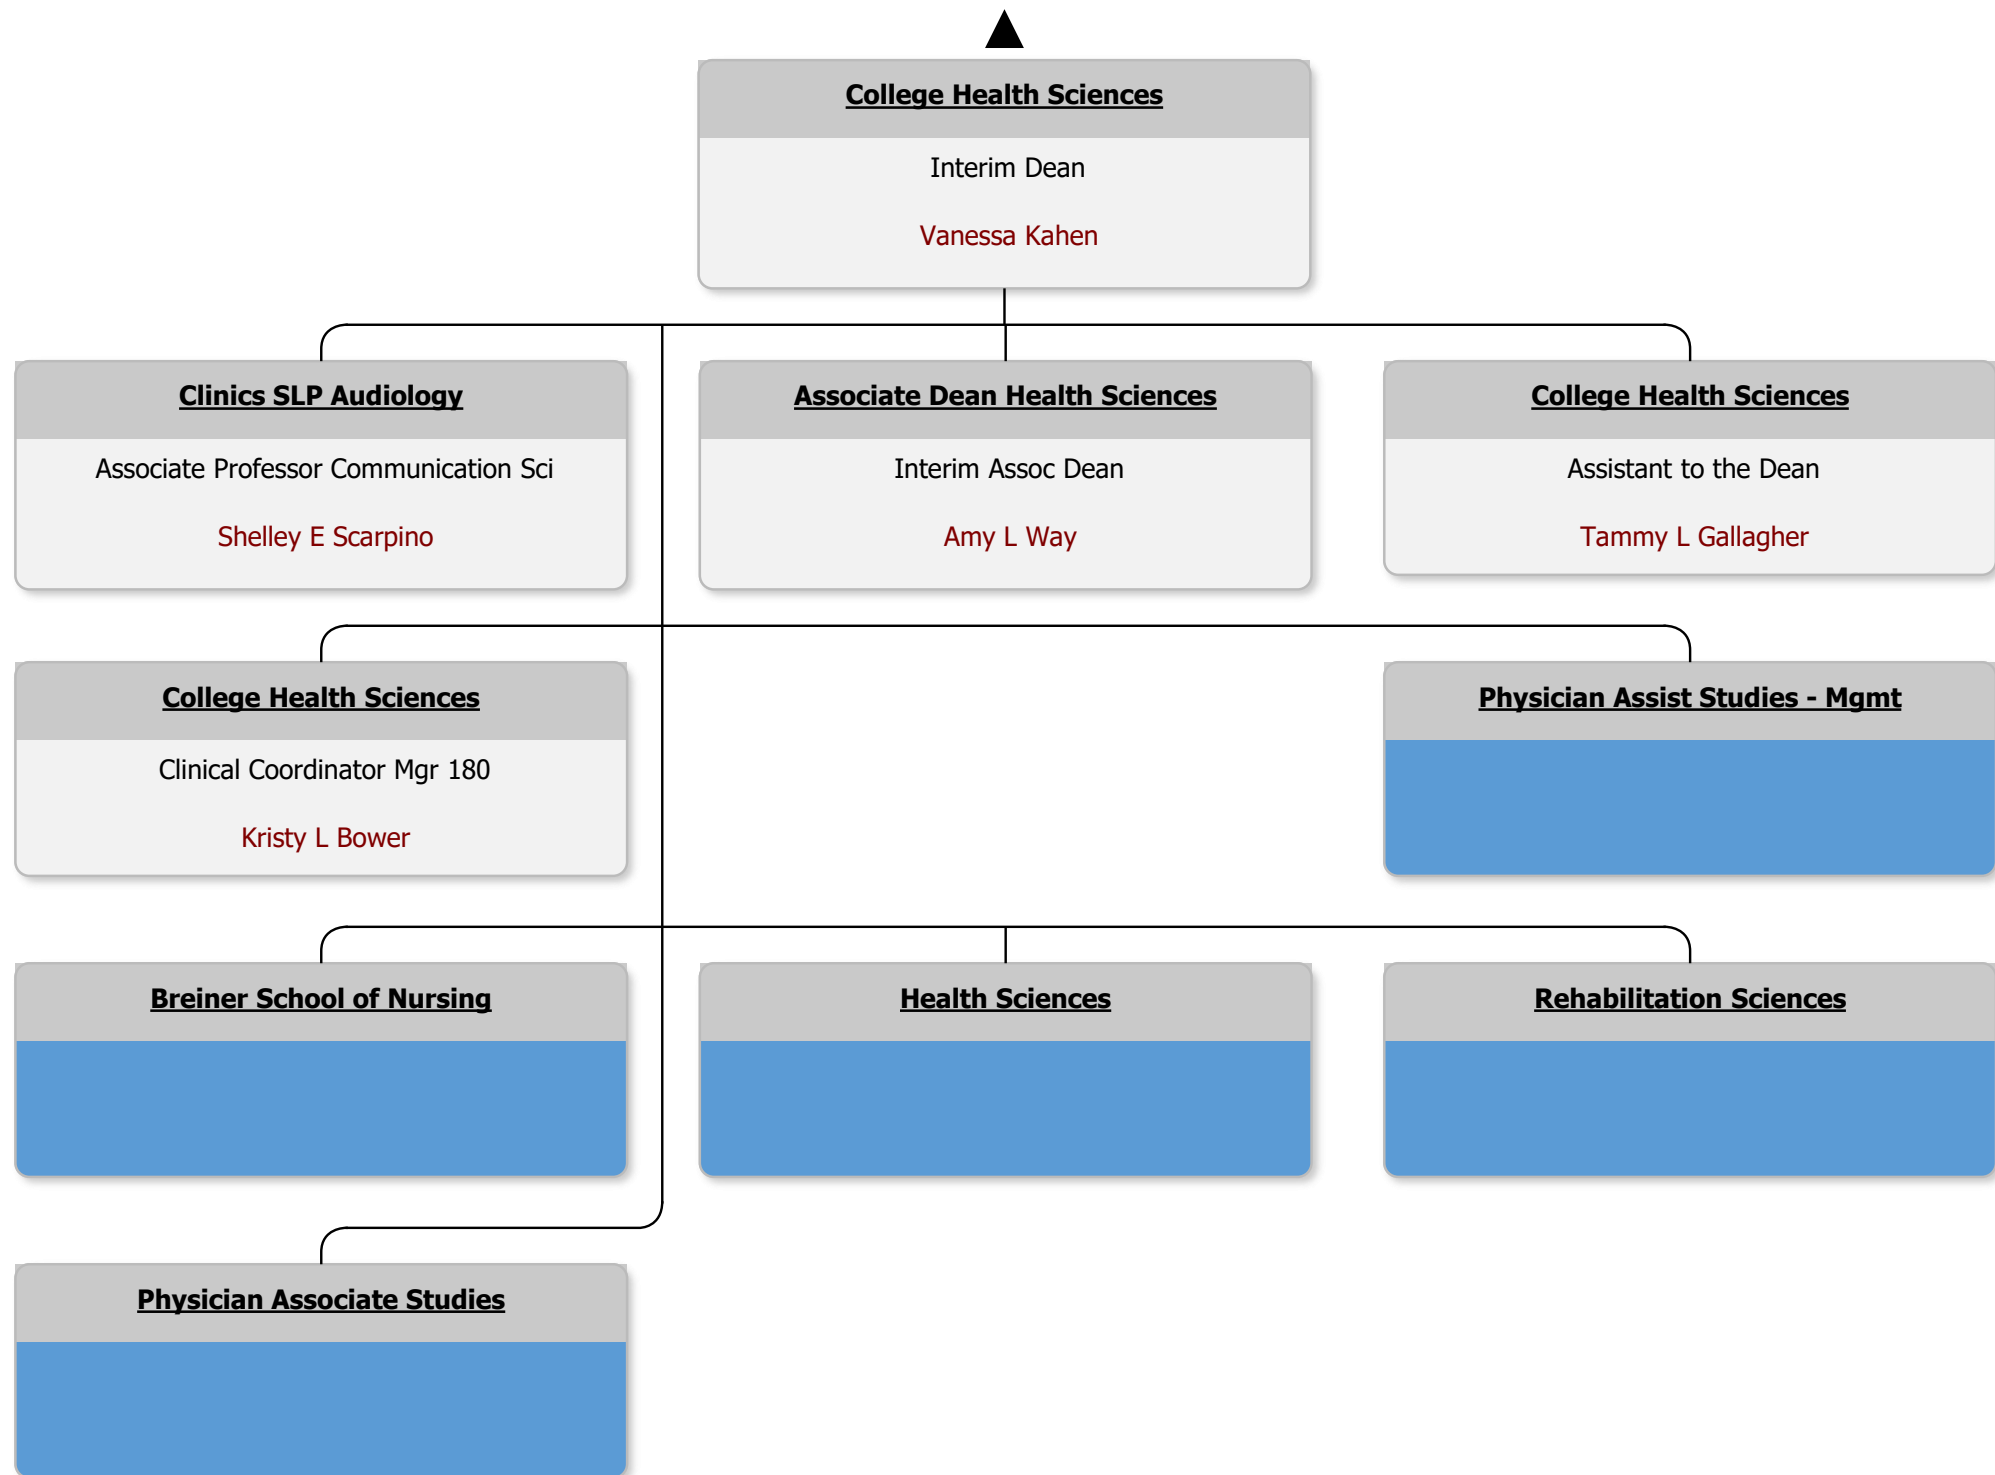 College Health Sciences
Interim Dean
Vanessa Kahen
Clinics SLP Audiology
Associate Professor Communication Sci
Shelley E Scarpino
Associate Dean Health Sciences
Interim Assoc Dean
Amy L Way
College Health Sciences
Assistant to the Dean
Tammy L Gallagher
College Health Sciences
Clinical Coordinator Mgr 180
Kristy L Bower
Physician Assist Studies - Mgmt
Breiner School of Nursing
Health Sciences
Rehabilitation Sciences
Physician Associate Studies